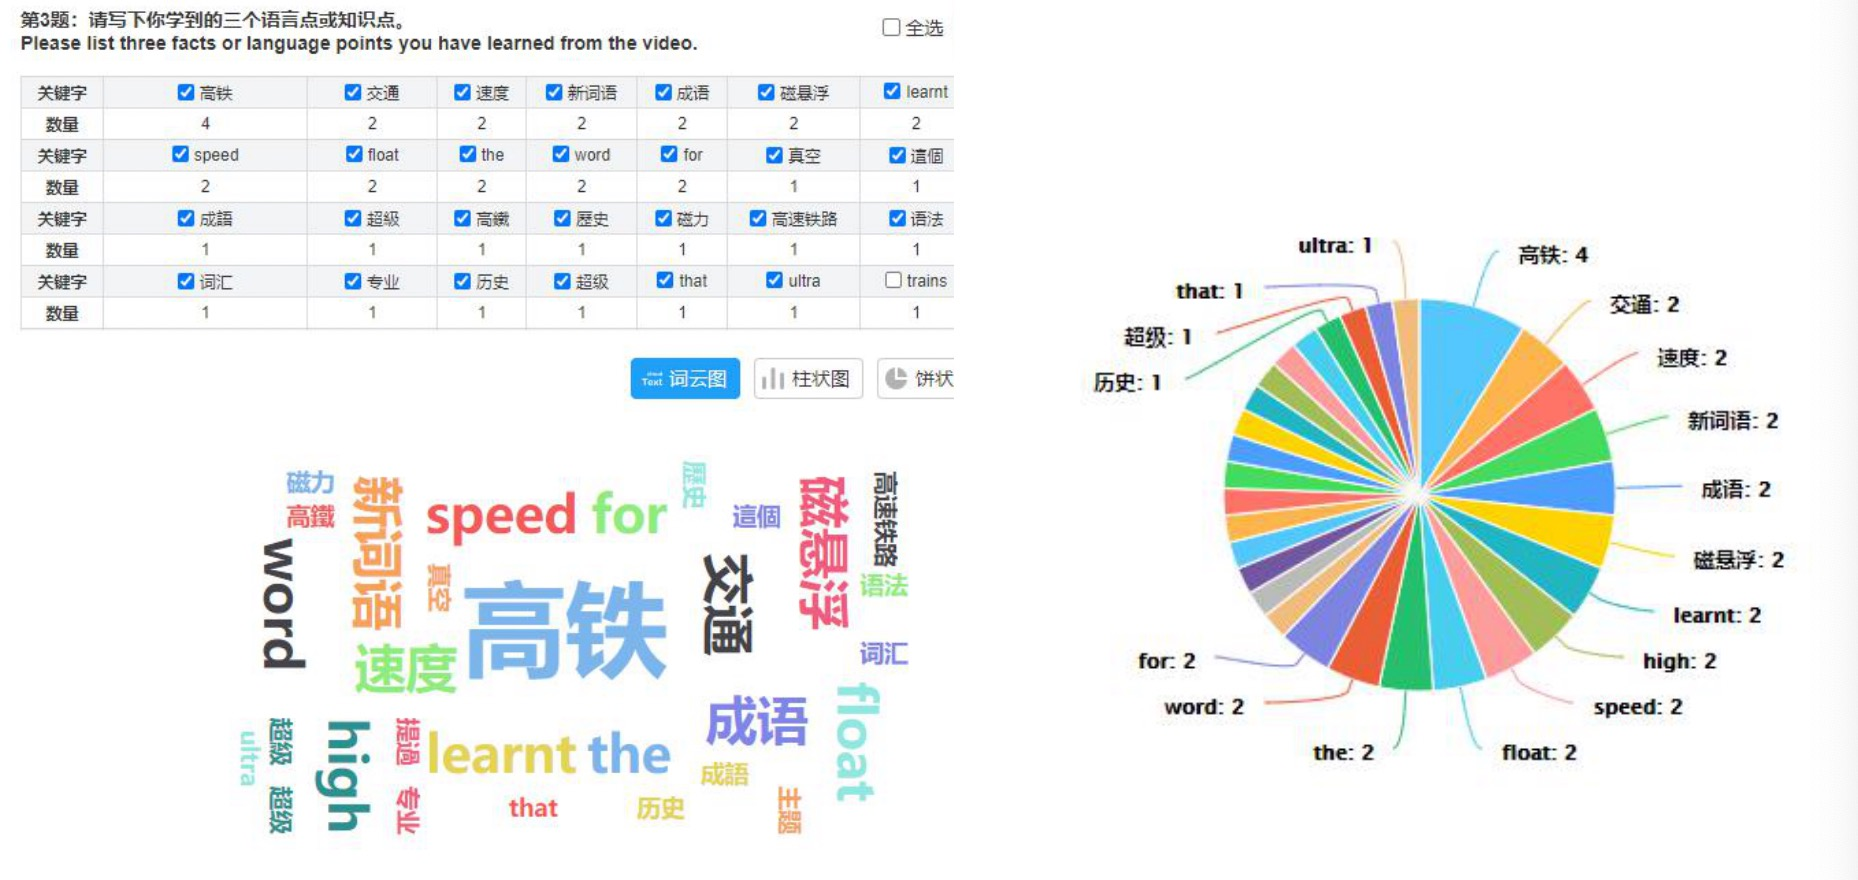 第3题：请写下你学到的三个语言点或知识点。
全选
Please list three facts or language points you have learned from the video.
关键字 高铁 交通 速度 新词语 成语 磁悬浮 learnt
数量 4 2 2 2 2 2 2
关键字 speed float the word for 真空 這個
数量 2 2 2 2 2 1 1
关键字 成語 超級 高鐵 歷史 磁力 高速铁路 语法
数量 1 1 1 1 1 1 1
关键字 词汇 专业 历史 超级 that ultra trains
数量 1 1 1 1 1 1 1
词云图 柱状图 饼状
磁力
高鐵
word
新词语
speed for
真空
歷史
這個
磁悬浮
高速铁路
语法
高铁
交通
速度
词汇
成语
float
超級
ultra
超级
high
提過
专业
learnt the
成語
that
历史
主题
ultra: 1
高铁: 4
that: 1
交通: 2
超级: 1
速度: 2
历史: 1
新词语: 2
成语: 2
磁悬浮: 2
learnt: 2
for: 2
high: 2
word: 2
speed: 2
the: 2
float: 2